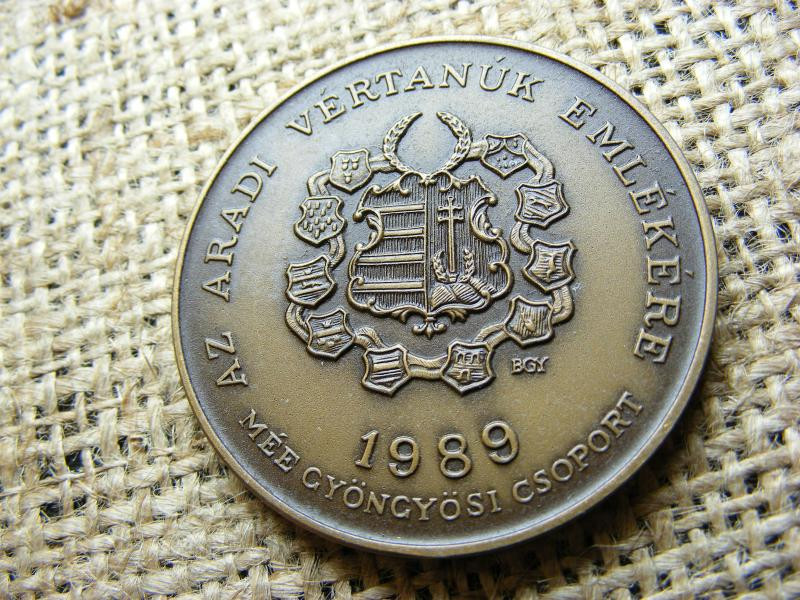 AZ ARADI VÉRTANÚK EMLÉKÉRE
BGY
1989
MÉE GYÖNGYÖSI CSOPORT